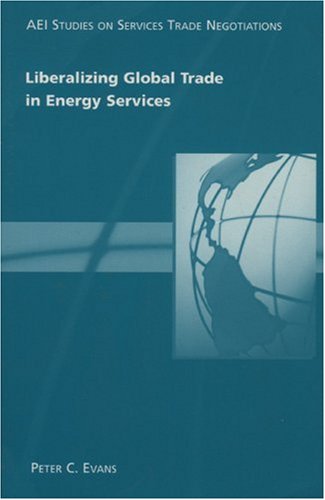 AEI Studies on Services Trade Negotiations
Liberalizing Global Trade
in Energy Services
Peter C. Evans